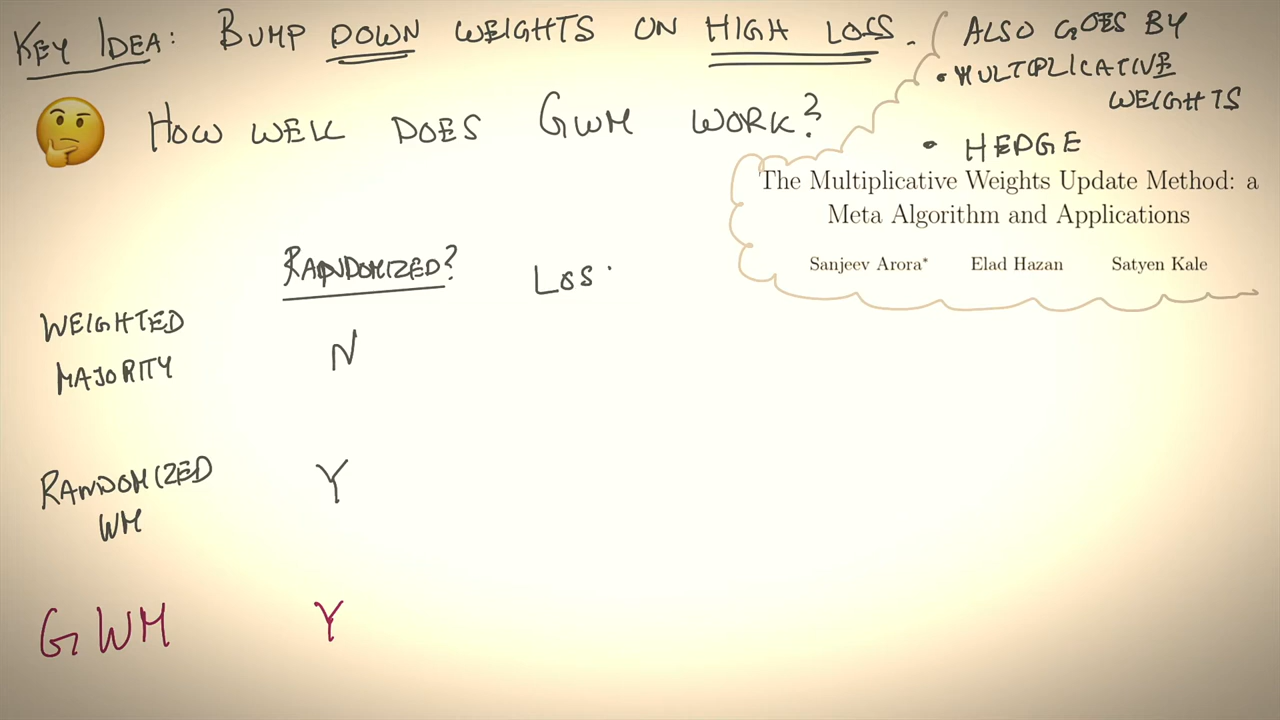 KEY IDEA: BUMP DOWN WEIGHTS ON HIGH LOSS.
ALSO GOES BY
• MULTIPLICATIVE
WEIGHTS
• HEDGE
HOW WELL DOES GWM WORK?
The Multiplicative Weights Update Method: a
Meta Algorithm and Applications
Sanjeev Arora* Elad Hazan Satyen Kale
RANDOMIZED? LOS
WEIGHTED
MAJORITY N
RANDOMIZED
WM Y
GWM Y